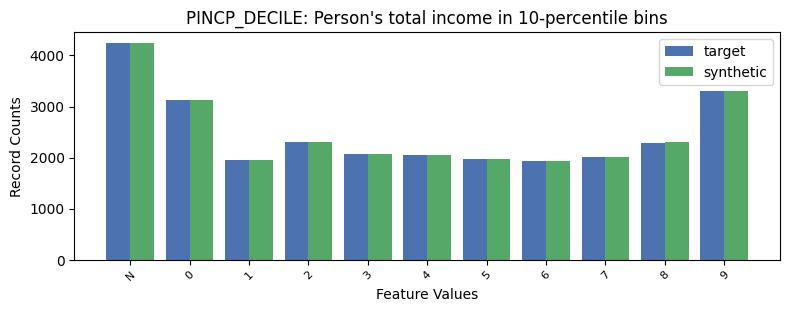 PINCP_DECILE: Person's total income in 10-percentile bins
target
synthetic
Record Counts
4000
3000
2000
1000
0
N 0 1 2 3 4 5 6 7 8 9
Feature Values